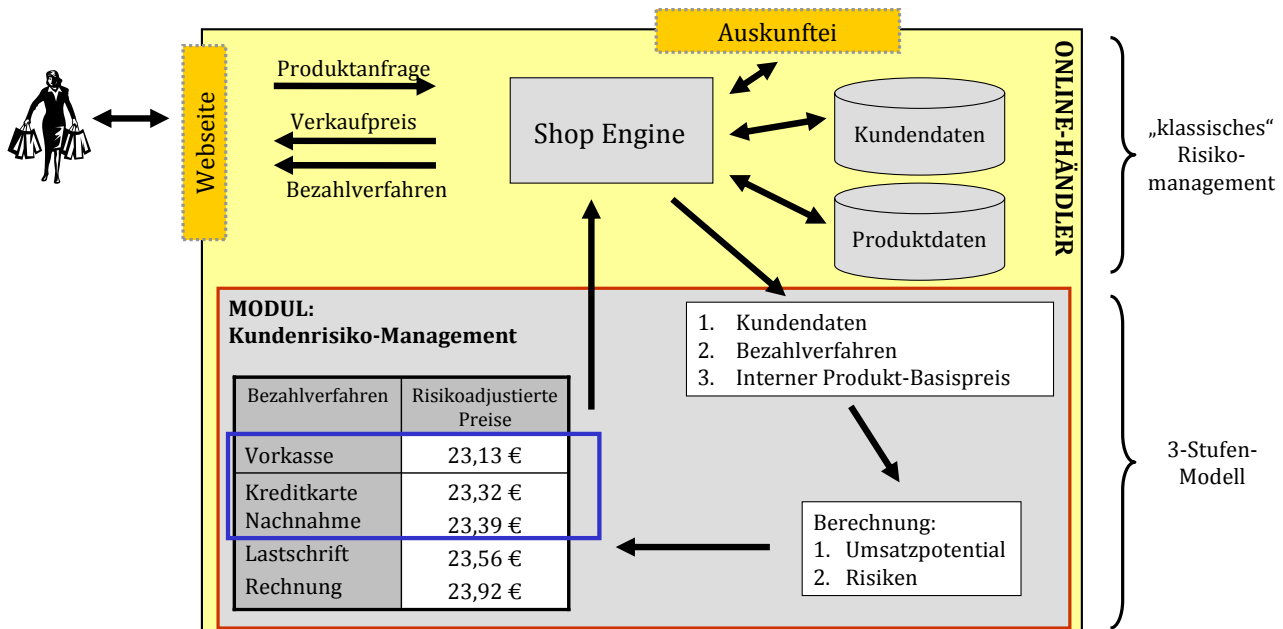 Auskunftei
ONLINE-HÄNDLER
Webseite
Produktanfrage
Verkaufpreis
Bezahlverfahren
Shop Engine
Kundendaten
Produktdaten
„klassisches“
Risiko-
management
MODUL:
Kundenrisiko-Management
1. Kundendaten
2. Bezahlverfahren
3. Interner Produkt-Basispreis
Bezahlverfahren Risikoadjustierte
Preise
Vorkasse 23,13 €
Kreditkarte 23,32 €
Nachnahme 23,39 €
Lastschrift 23,56 €
Rechnung 23,92 €
Berechnung:
1. Umsatzpotential
2. Risiken
3-Stufen-
Modell